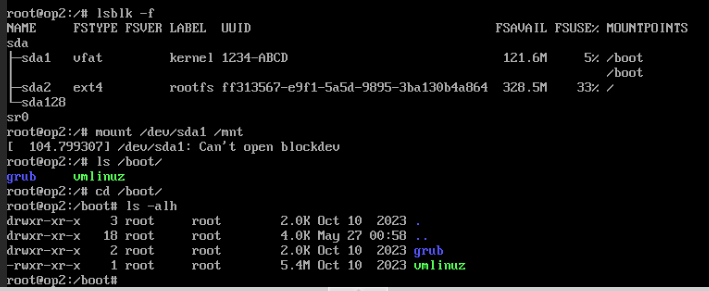 root@op2:/# lsblk -f
NAME FSTYPE FSVER LABEL UUID FSAVAIL FSUSE% MOUNTPOINTS
sda
├─sda1 vfat kernel 1234-ABCD 121.6M 5% /boot
/boot
├─sda2 ext4 rootfs ff313567-e9f1-5a5d-9895-3ba130b4a864 328.5M 33% /
└─sda128
sr0
root@op2:/# mount /dev/sda1 /mnt
[ 104.799307] /dev/sda1: Can't open blockdev
root@op2:/# ls /boot/
grub vmlinuz
root@op2:/# cd /boot/
root@op2:/boot# ls -alh
drwxr-xr-x 3 root root 2.0K Oct 10 2023 .
drwxr-xr-x 18 root root 4.0K May 27 00:58 ..
drwxr-xr-x 2 root root 2.0K Oct 10 2023 grub
-rwxr-xr-x 1 root root 5.4M Oct 10 2023 vmlinuz
root@op2:/boot#